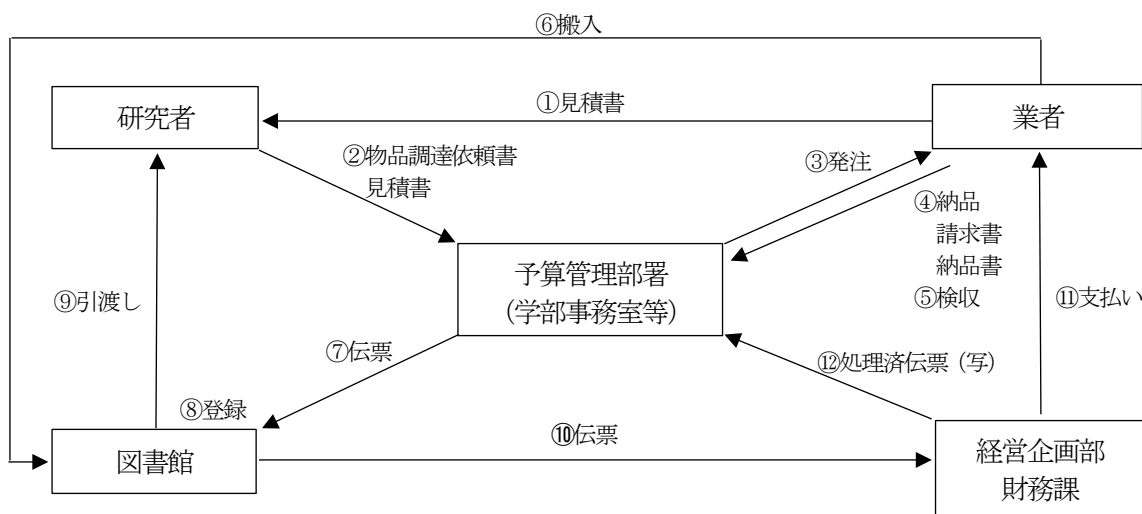 ⑥搬入
研究者
①見積書
業者
②物品調達依頼書
見積書
③発注
④納品
請求書
納品書
⑤検収
予算管理部署
(学部事務室等)
⑨引渡し
⑪支払い
⑦伝票
⑫処理済伝票（写）
⑧登録
図書館
⑩伝票
経営企画部
財務課